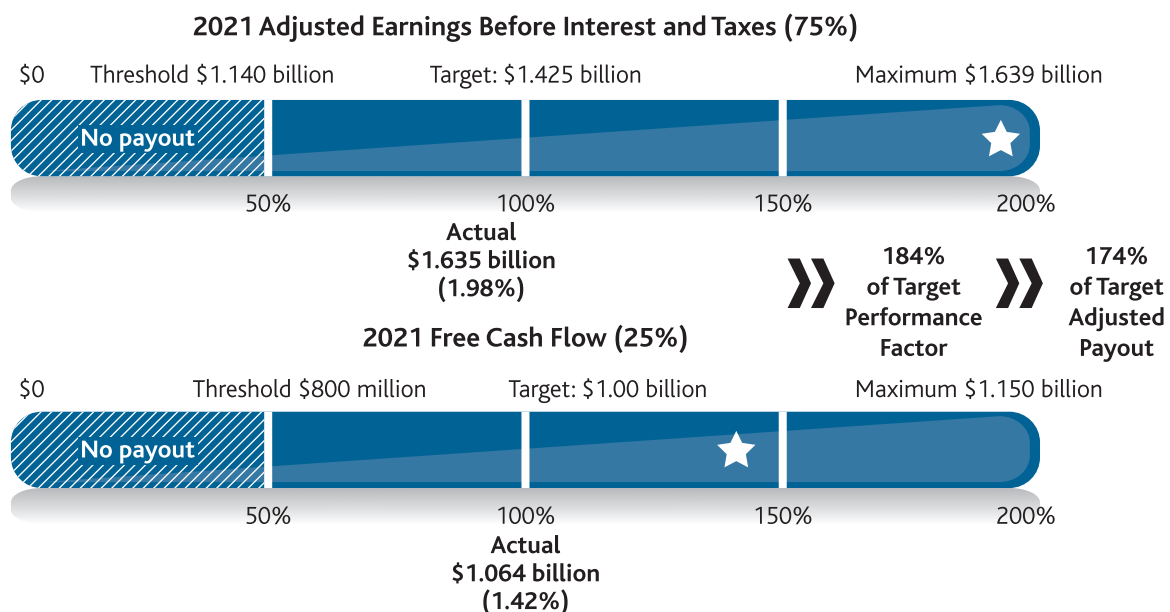 2021 Adjusted Earnings Before Interest and Taxes (75%)
$0 Threshold $1.140 billion Target: $1.425 billion Maximum $1.639 billion
No payout
50% 100% 150% 200%
Actual
$1.635 billion
(1.98%)
184%
of Target
Performance
Factor
174%
of Target
Adjusted
Payout
2021 Free Cash Flow (25%)
$0 Threshold $800 million Target: $1.00 billion Maximum $1.150 billion
No payout
50% 100% 150% 200%
Actual
$1.064 billion
(1.42%)